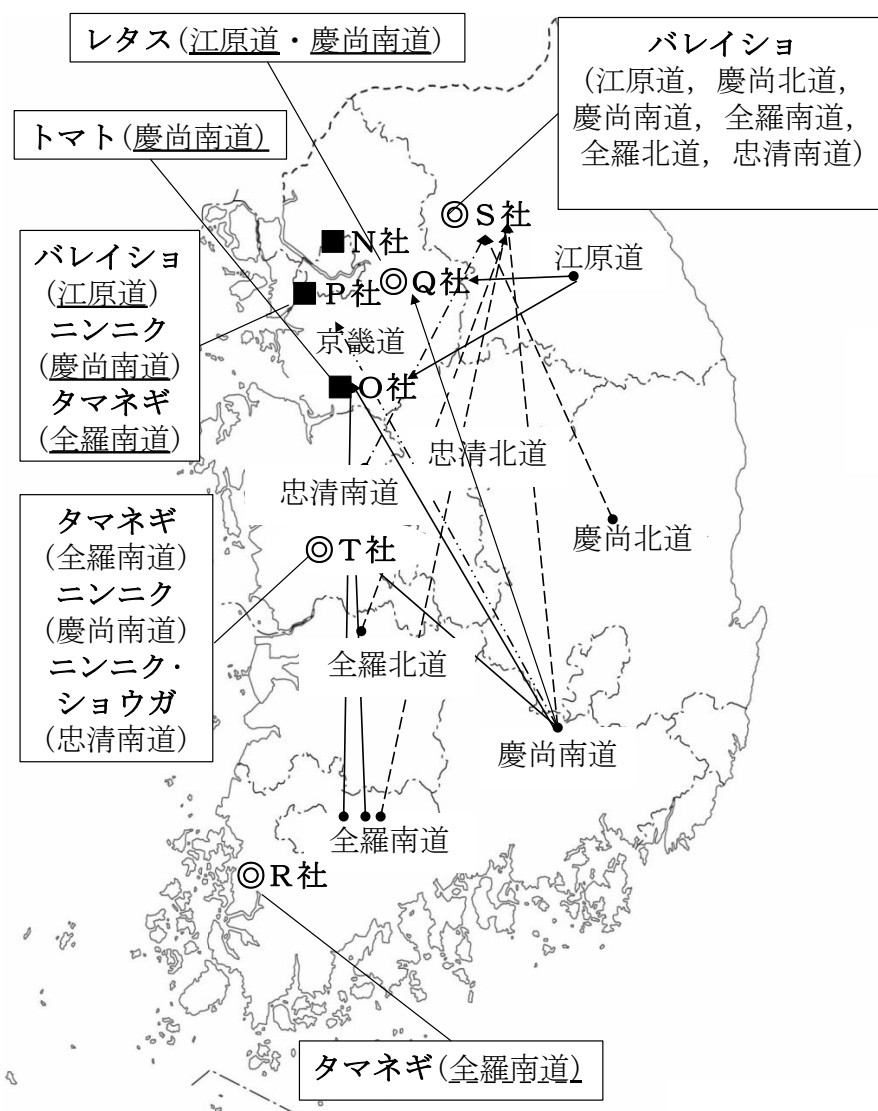 レタス(江原道・慶尚南道)
バレイショ
(江原道，慶尚北道，
慶尚南道，全羅南道，
全羅北道，忠清南道)
トマト(慶尚南道)
◎S社
■N社
江原道
バレイショ
(江原道)
ニンニク
(慶尚南道)
タマネギ
(全羅南道)
◎Q社
■P社
京畿道
■O社
忠清北道
忠清南道
タマネギ
(全羅南道)
ニンニク
(慶尚南道)
ニンニク・
ショウガ
(忠清南道)
◎T社
慶尚北道
全羅北道
慶尚南道
全羅南道
◎R社
タマネギ(全羅南道)